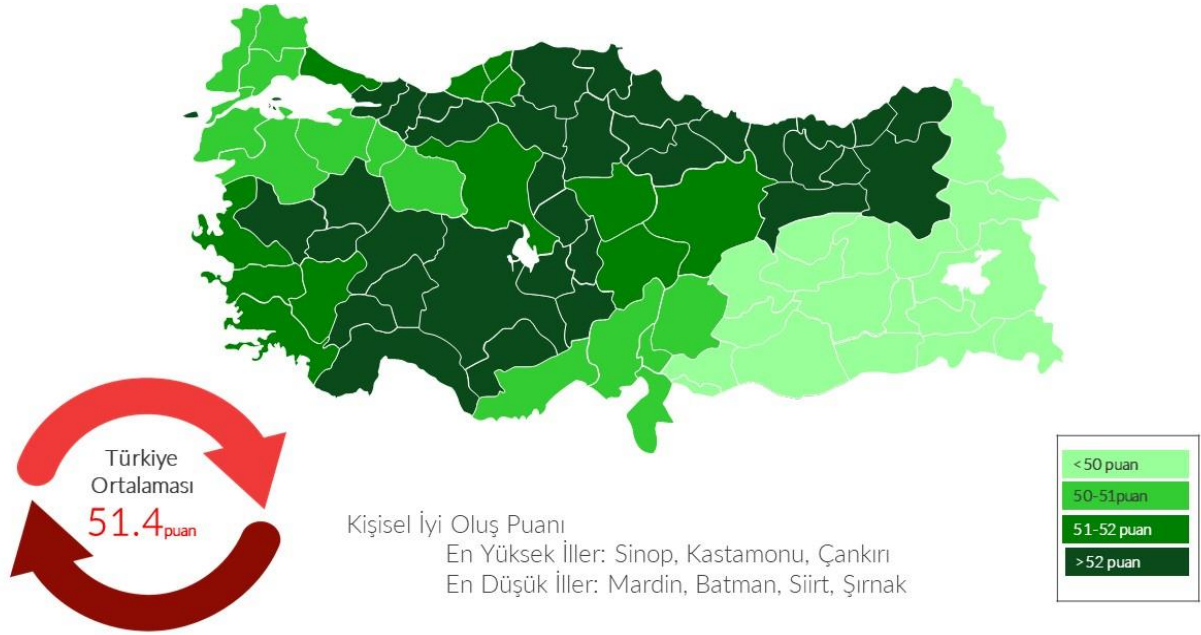 Türkiye
Ortalaması
51.4puan
Kişisel İyi Oluş Puanı
En Yüksek İller: Sinop, Kastamonu, Çankırı
En Düşük İller: Mardin, Batman, Siirt, Şırnak
<50 puan
50-51puan
51-52 puan
>52 puan